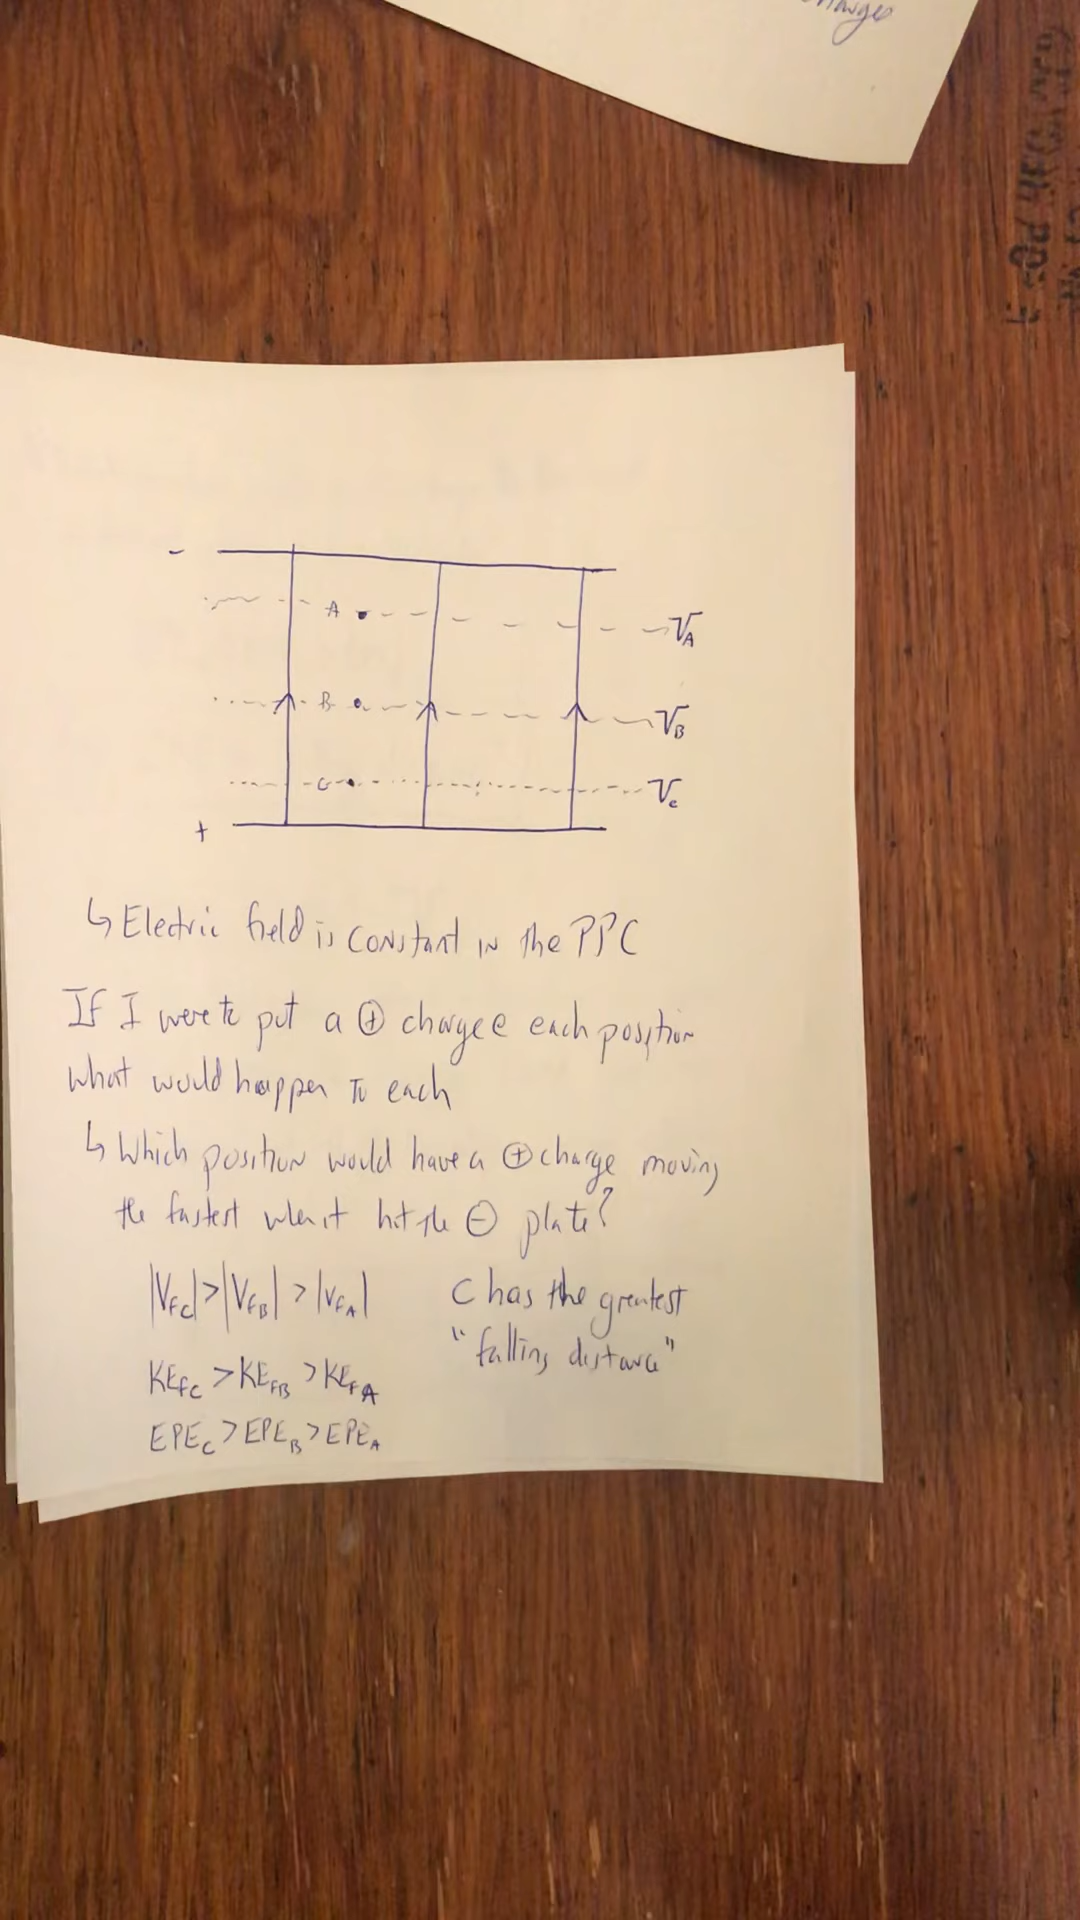 charge
-
A
V_A
B
V_B
C
V_C
+
↳ Electric field is constant in the PPC
If I were to put a ⊕ charge e each position
what would happen to each
↳ Which position would have a ⊕ charge moving
the fastest when it hit the ⊖ plate?
|V_FC| > |V_FB| > |V_FA|
C has the greatest
"falling distance"
KE_FC > KE_FB > KE_FA
EPE_C > EPE_B > EPE_A